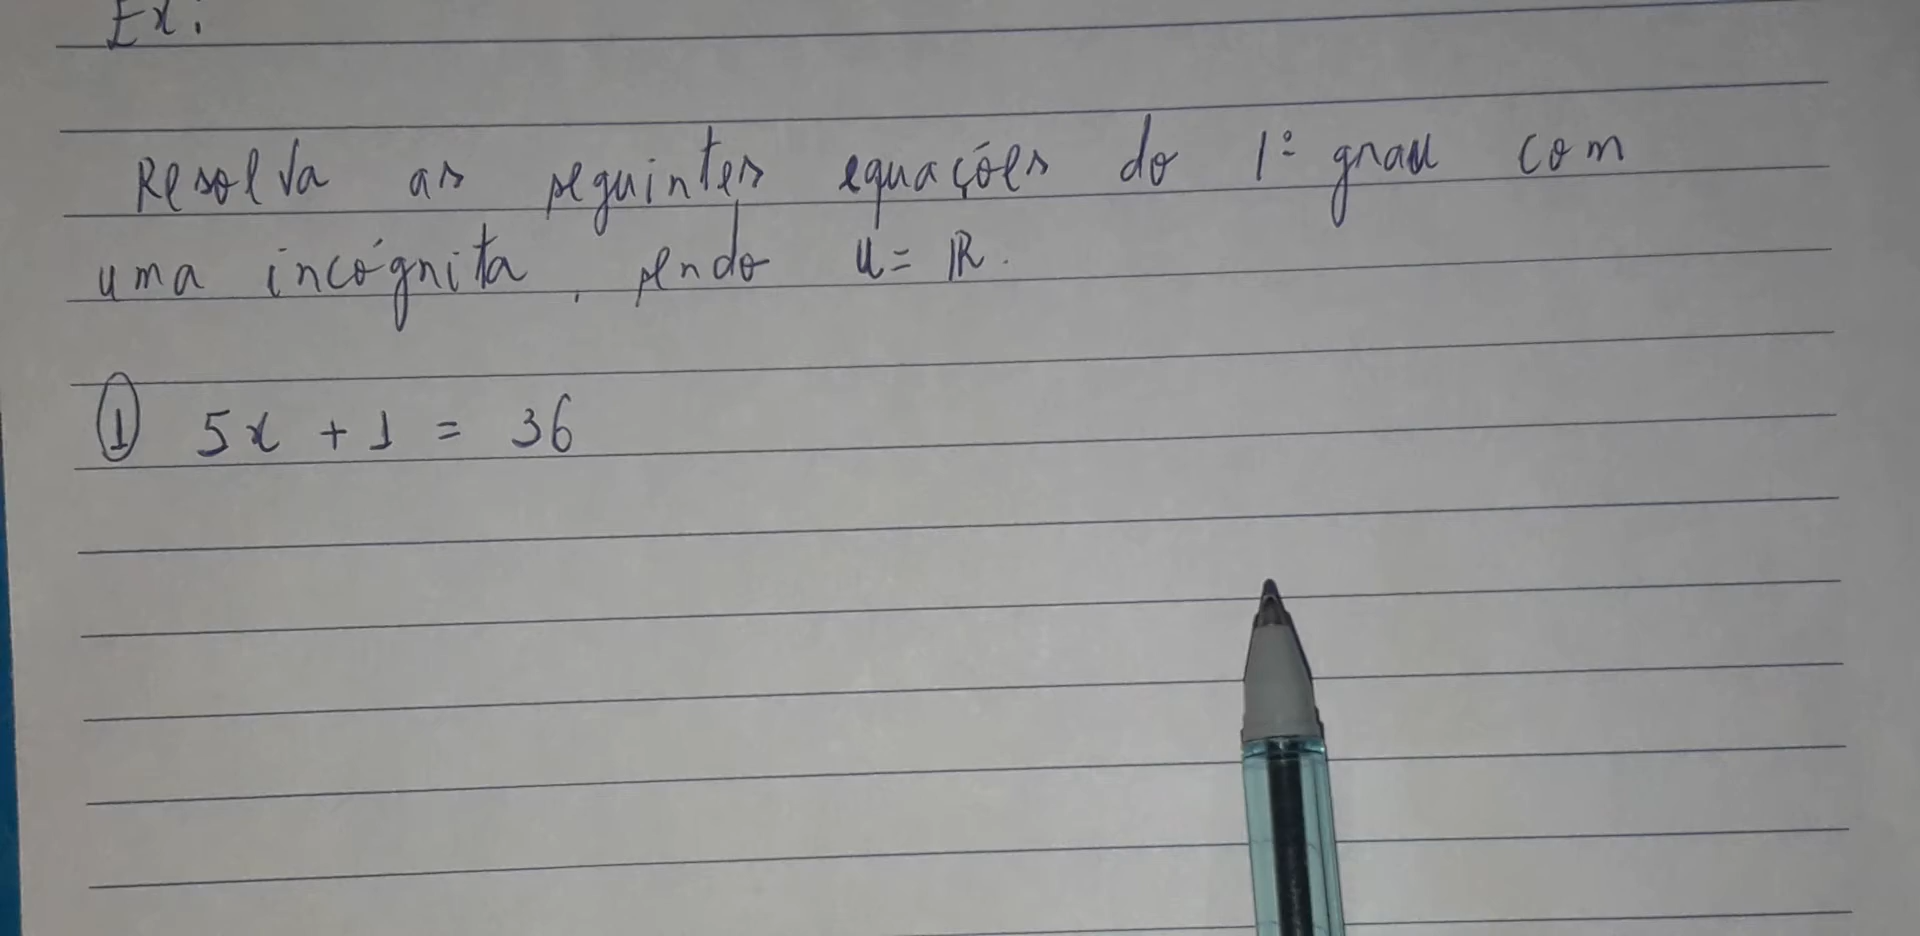 Ex:
Resolva as seguintes equações do 1º grau com
uma incógnita, sendo U = ℝ.
① 5x + 1 = 36